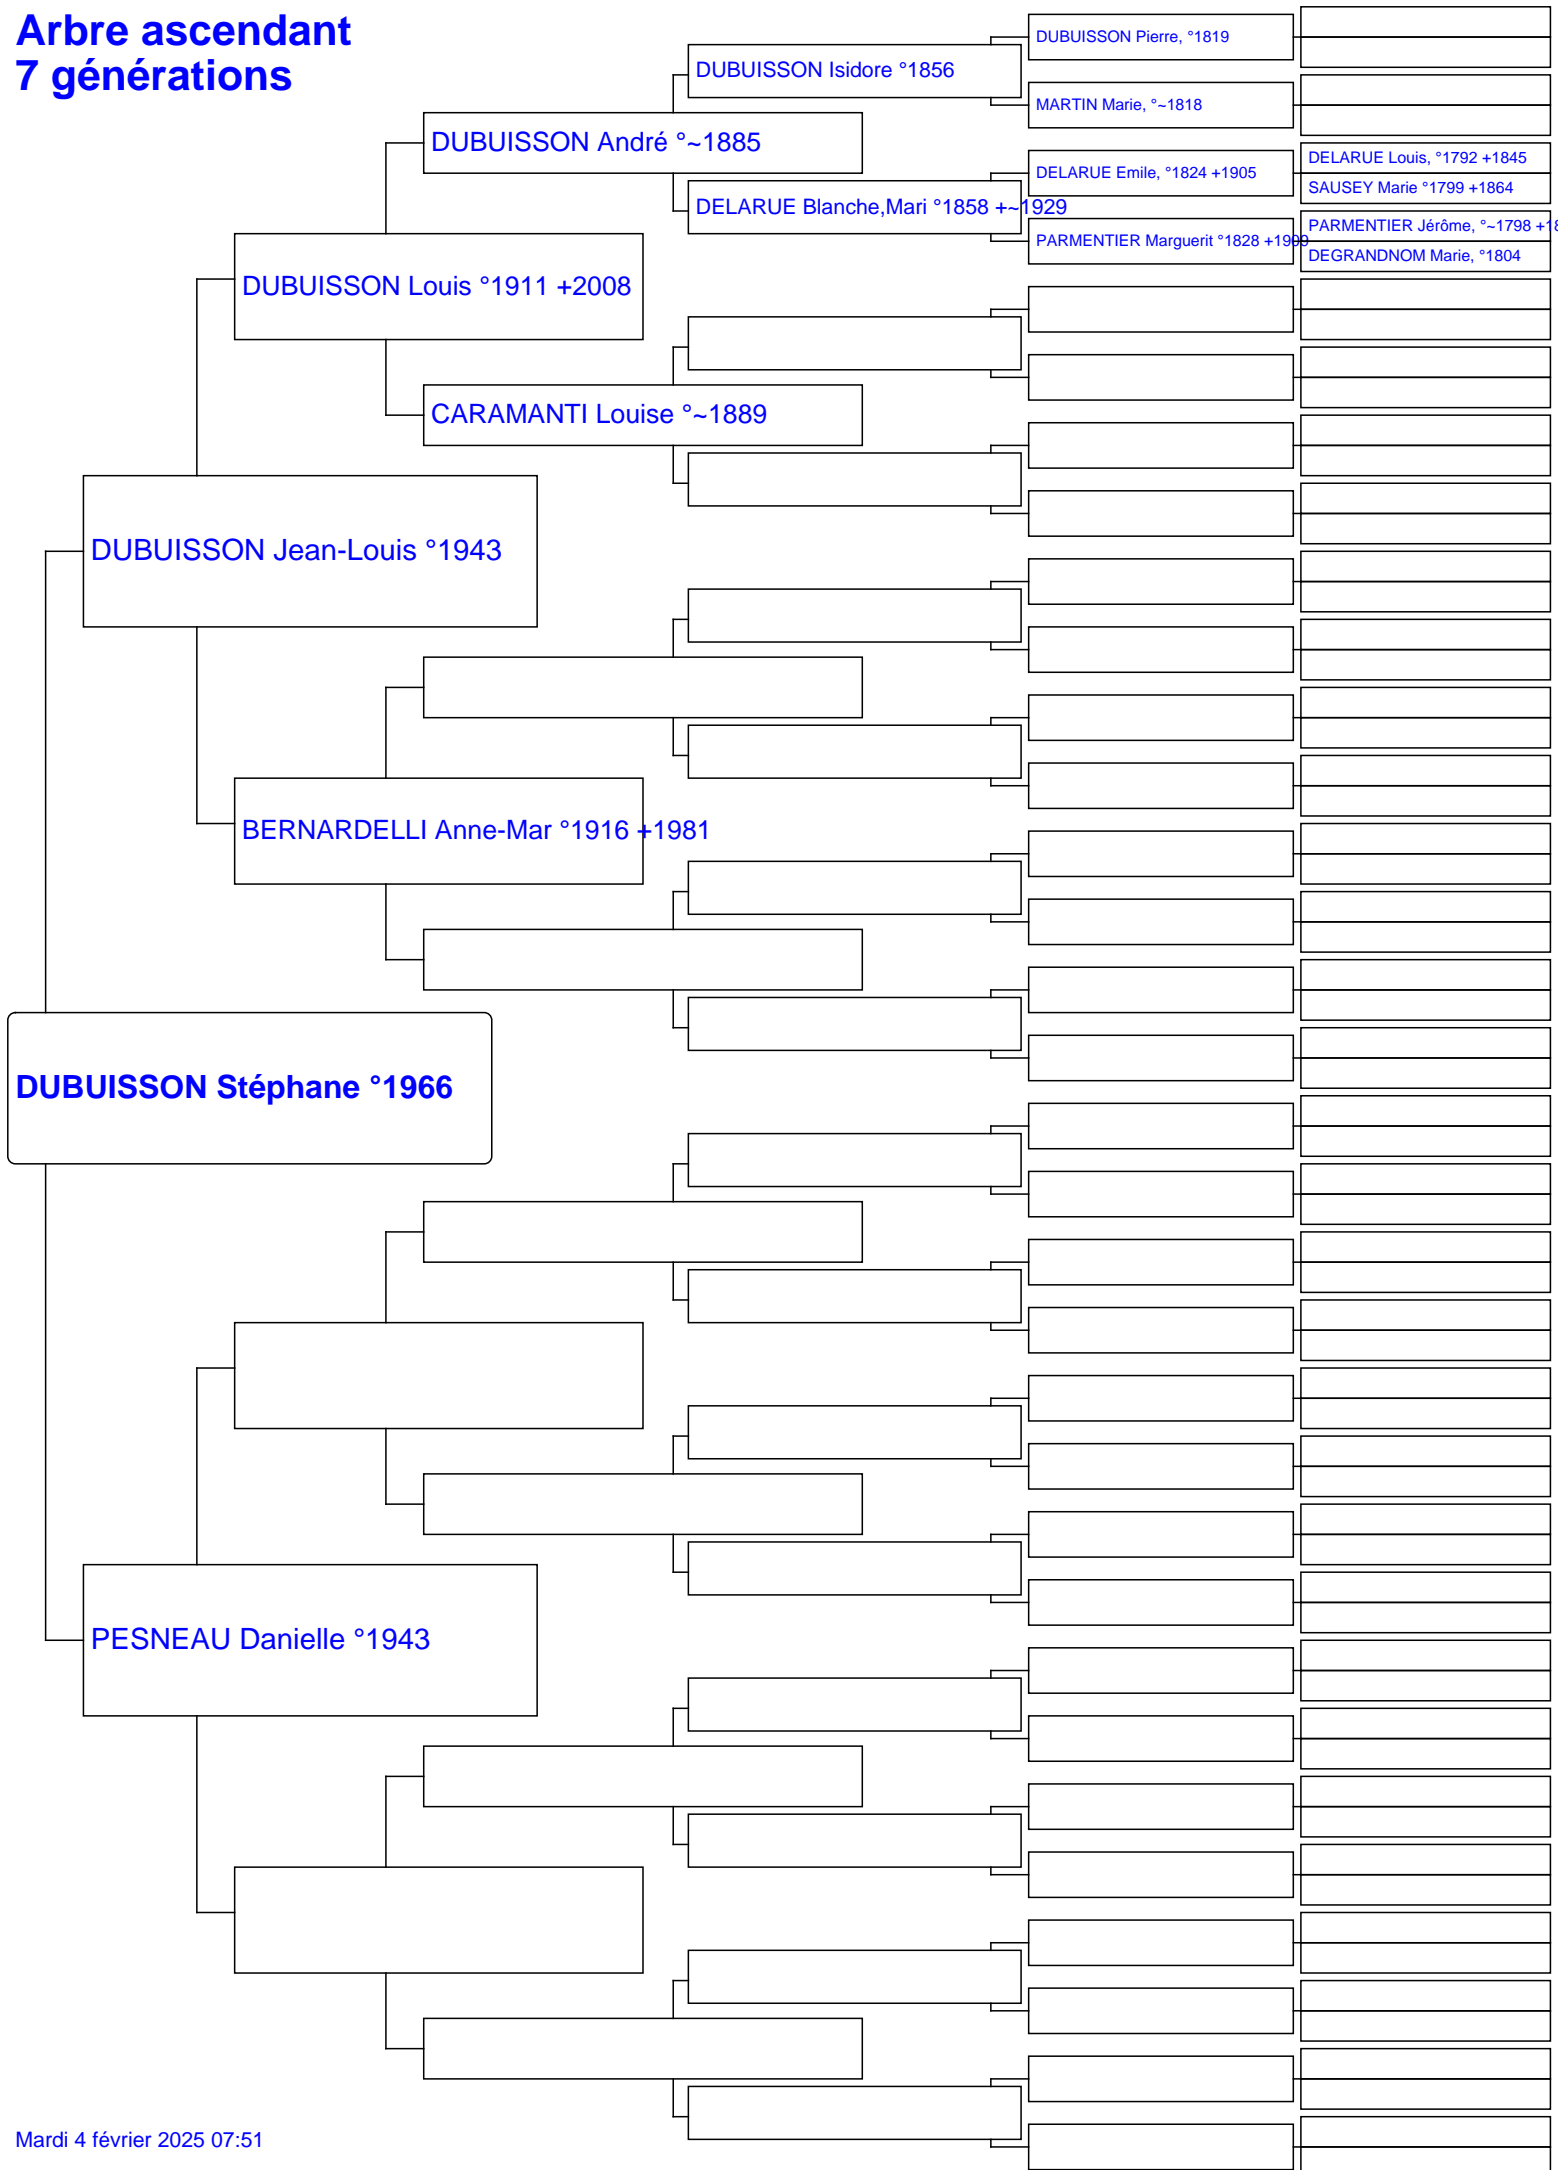 Arbre ascendant
7 générations
DUBUISSON Pierre, °1819
DUBUISSON Isidore °1856
MARTIN Marie, °~1818
DUBUISSON André °~1885
DELARUE Louis, °1792 +1845
DELARUE Emile, °1824 +1905
SAUSEY Marie °1799 +1864
DELARUE Blanche,Mari °1858 +~1929
PARMENTIER Jérôme, °~1798 +18
PARMENTIER Marguerit °1828 +1909
DEGRANDNOM Marie, °1804
DUBUISSON Louis °1911 +2008
CARAMANTI Louise °~1889
DUBUISSON Jean-Louis °1943
BERNARDELLI Anne-Mar °1916 +1981
DUBUISSON Stéphane °1966
PESNEAU Danielle °1943
Mardi 4 février 2025 07:51